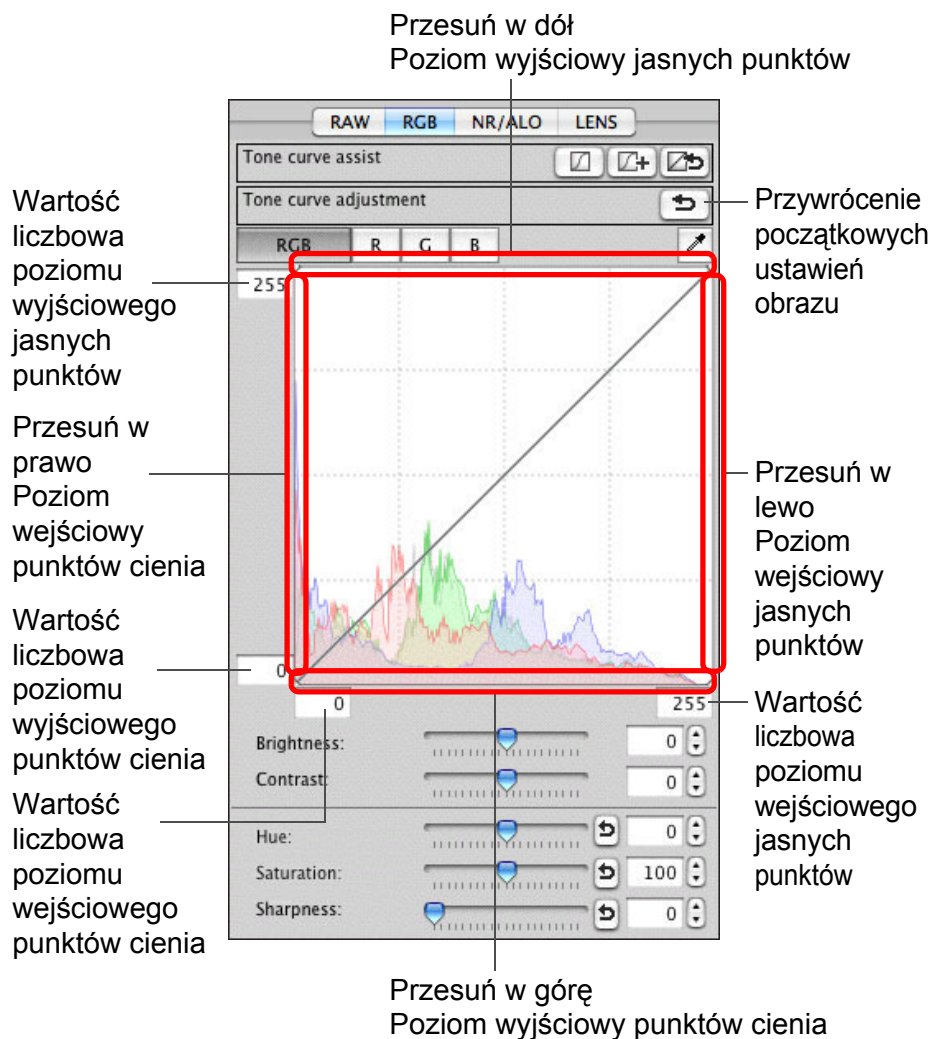 Przesuń w dół
Poziom wyjściowy jasnych punktów
RAW RGB NR/ALO LENS
Tone curve assist
Tone curve adjustment
RGB R G B
Wartość
liczbowa
poziomu
wyjściowego
jasnych
punktów
255
Przywrócenie
początkowych
ustawień
obrazu
Przesuń w
prawo
Poziom
wejściowy
punktów cienia
Przesuń w
lewo
Poziom
wejściowy
jasnych
punktów
Wartość
liczbowa
poziomu
wyjściowego
punktów cienia
0
0 255
Wartość
liczbowa
poziomu
wejściowego
jasnych
punktów
Wartość
liczbowa
poziomu
wejściowego
punktów cienia
Brightness: 0
Contrast: 0
Hue: 0
Saturation: 100
Sharpness: 0
Przesuń w górę
Poziom wyjściowy punktów cienia